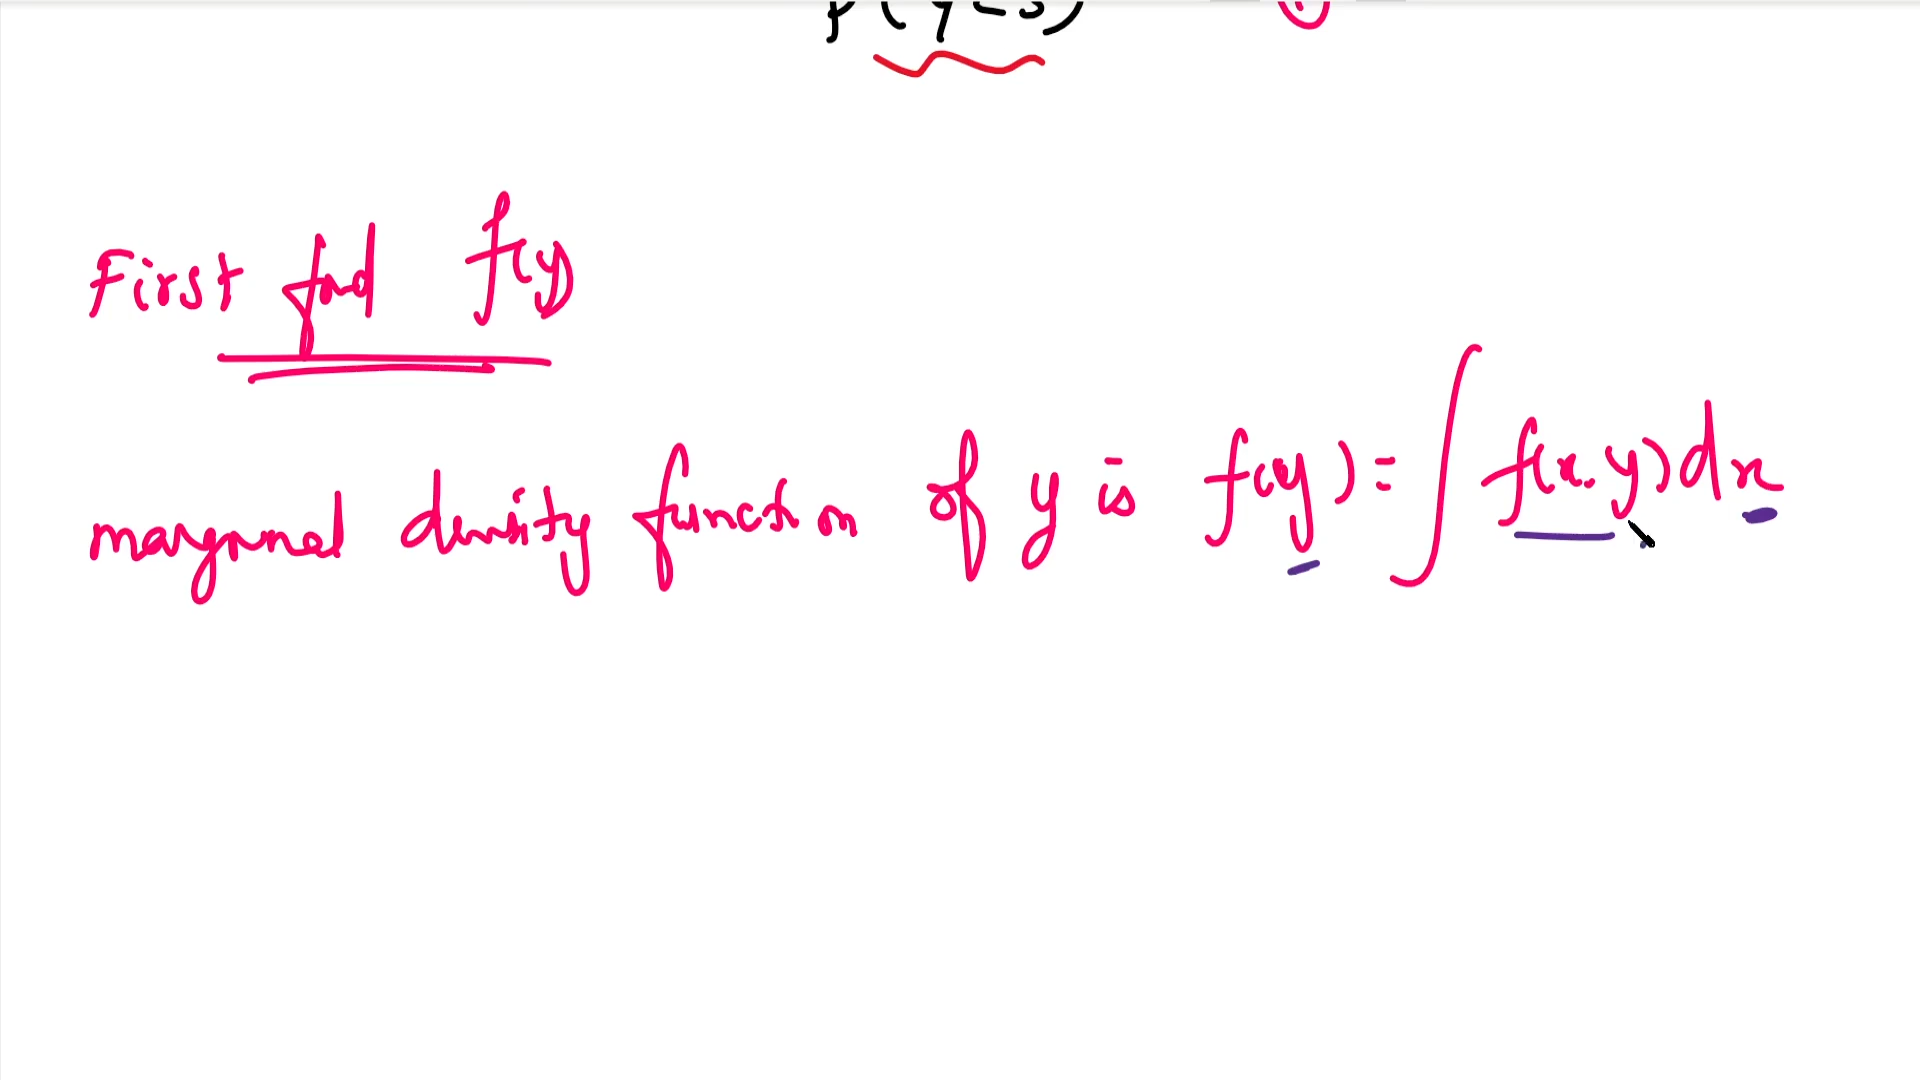 First find f(y)
marginal density function of y is f(y) = ∫ f(x,y) dx